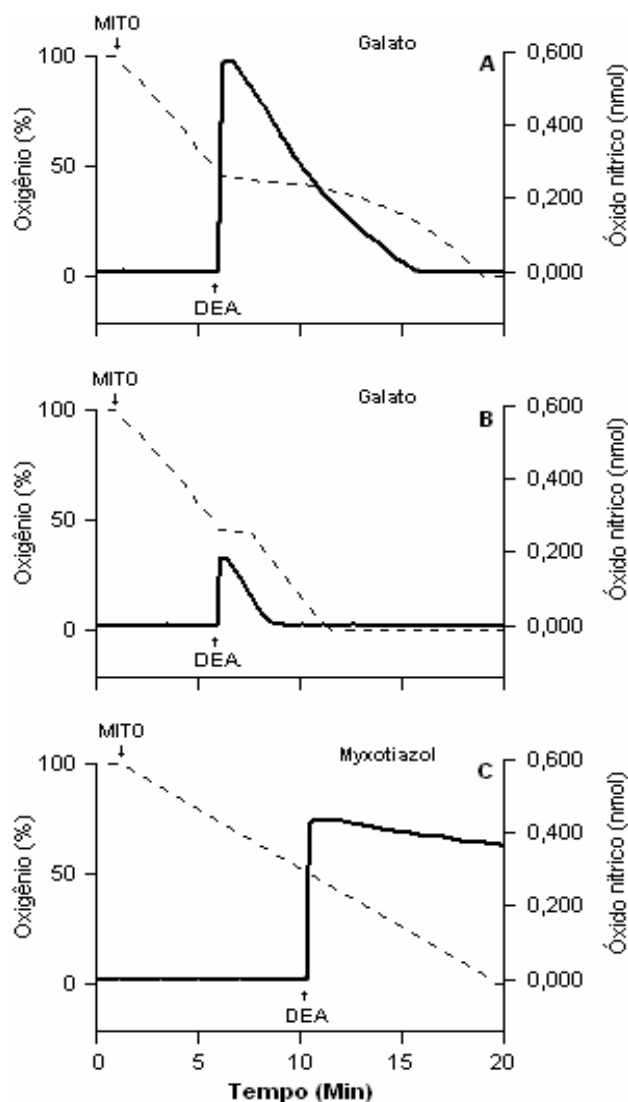 MITO
Galato
A
100
50
0
Oxigênio (%)
0,600
0,400
0,200
0,000
Óxido nítrico (nmol)
DEA
MITO
Galato
B
100
50
0
Oxigênio (%)
0,600
0,400
0,200
0,000
Óxido nítrico (nmol)
DEA
MITO
Myxotiazol
C
100
50
0
Oxigênio (%)
0,600
0,400
0,200
0,000
Óxido nítrico (nmol)
DEA
0 5 10 15 20
Tempo (Min)